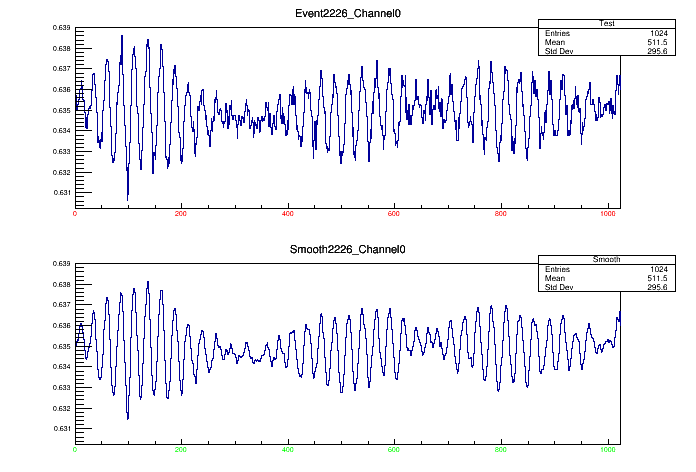 Event2226_Channel0
Test
Entries 1024
Mean 511.5
Std Dev 295.6
0.639
0.638
0.637
0.636
0.635
0.634
0.633
0.632
0.631
0 200 400 600 800 1000
Smooth2226_Channel0
Smooth
Entries 1024
Mean 511.5
Std Dev 295.6
0.639
0.638
0.637
0.636
0.635
0.634
0.633
0.632
0.631
0 200 400 600 800 1000